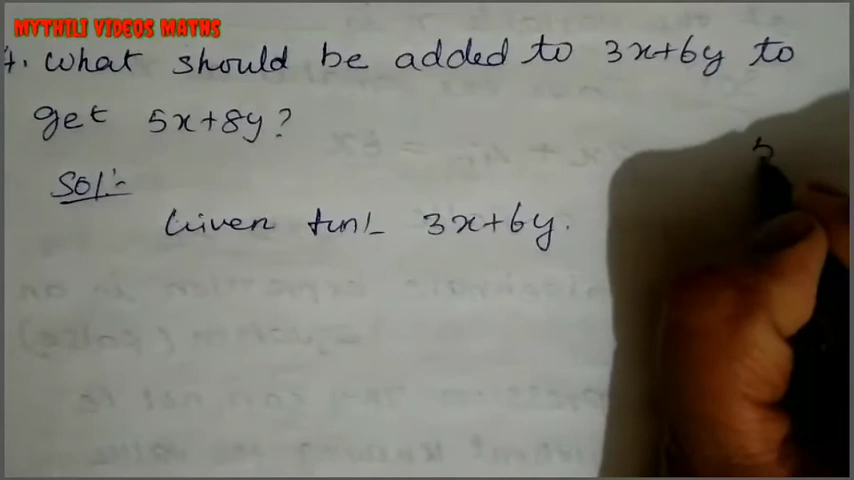 MYTHILI VIDEOS MATHS
4. What should be added to 3x+6y to
get 5x+8y?
Sol:-
Given 3x+6y.
5